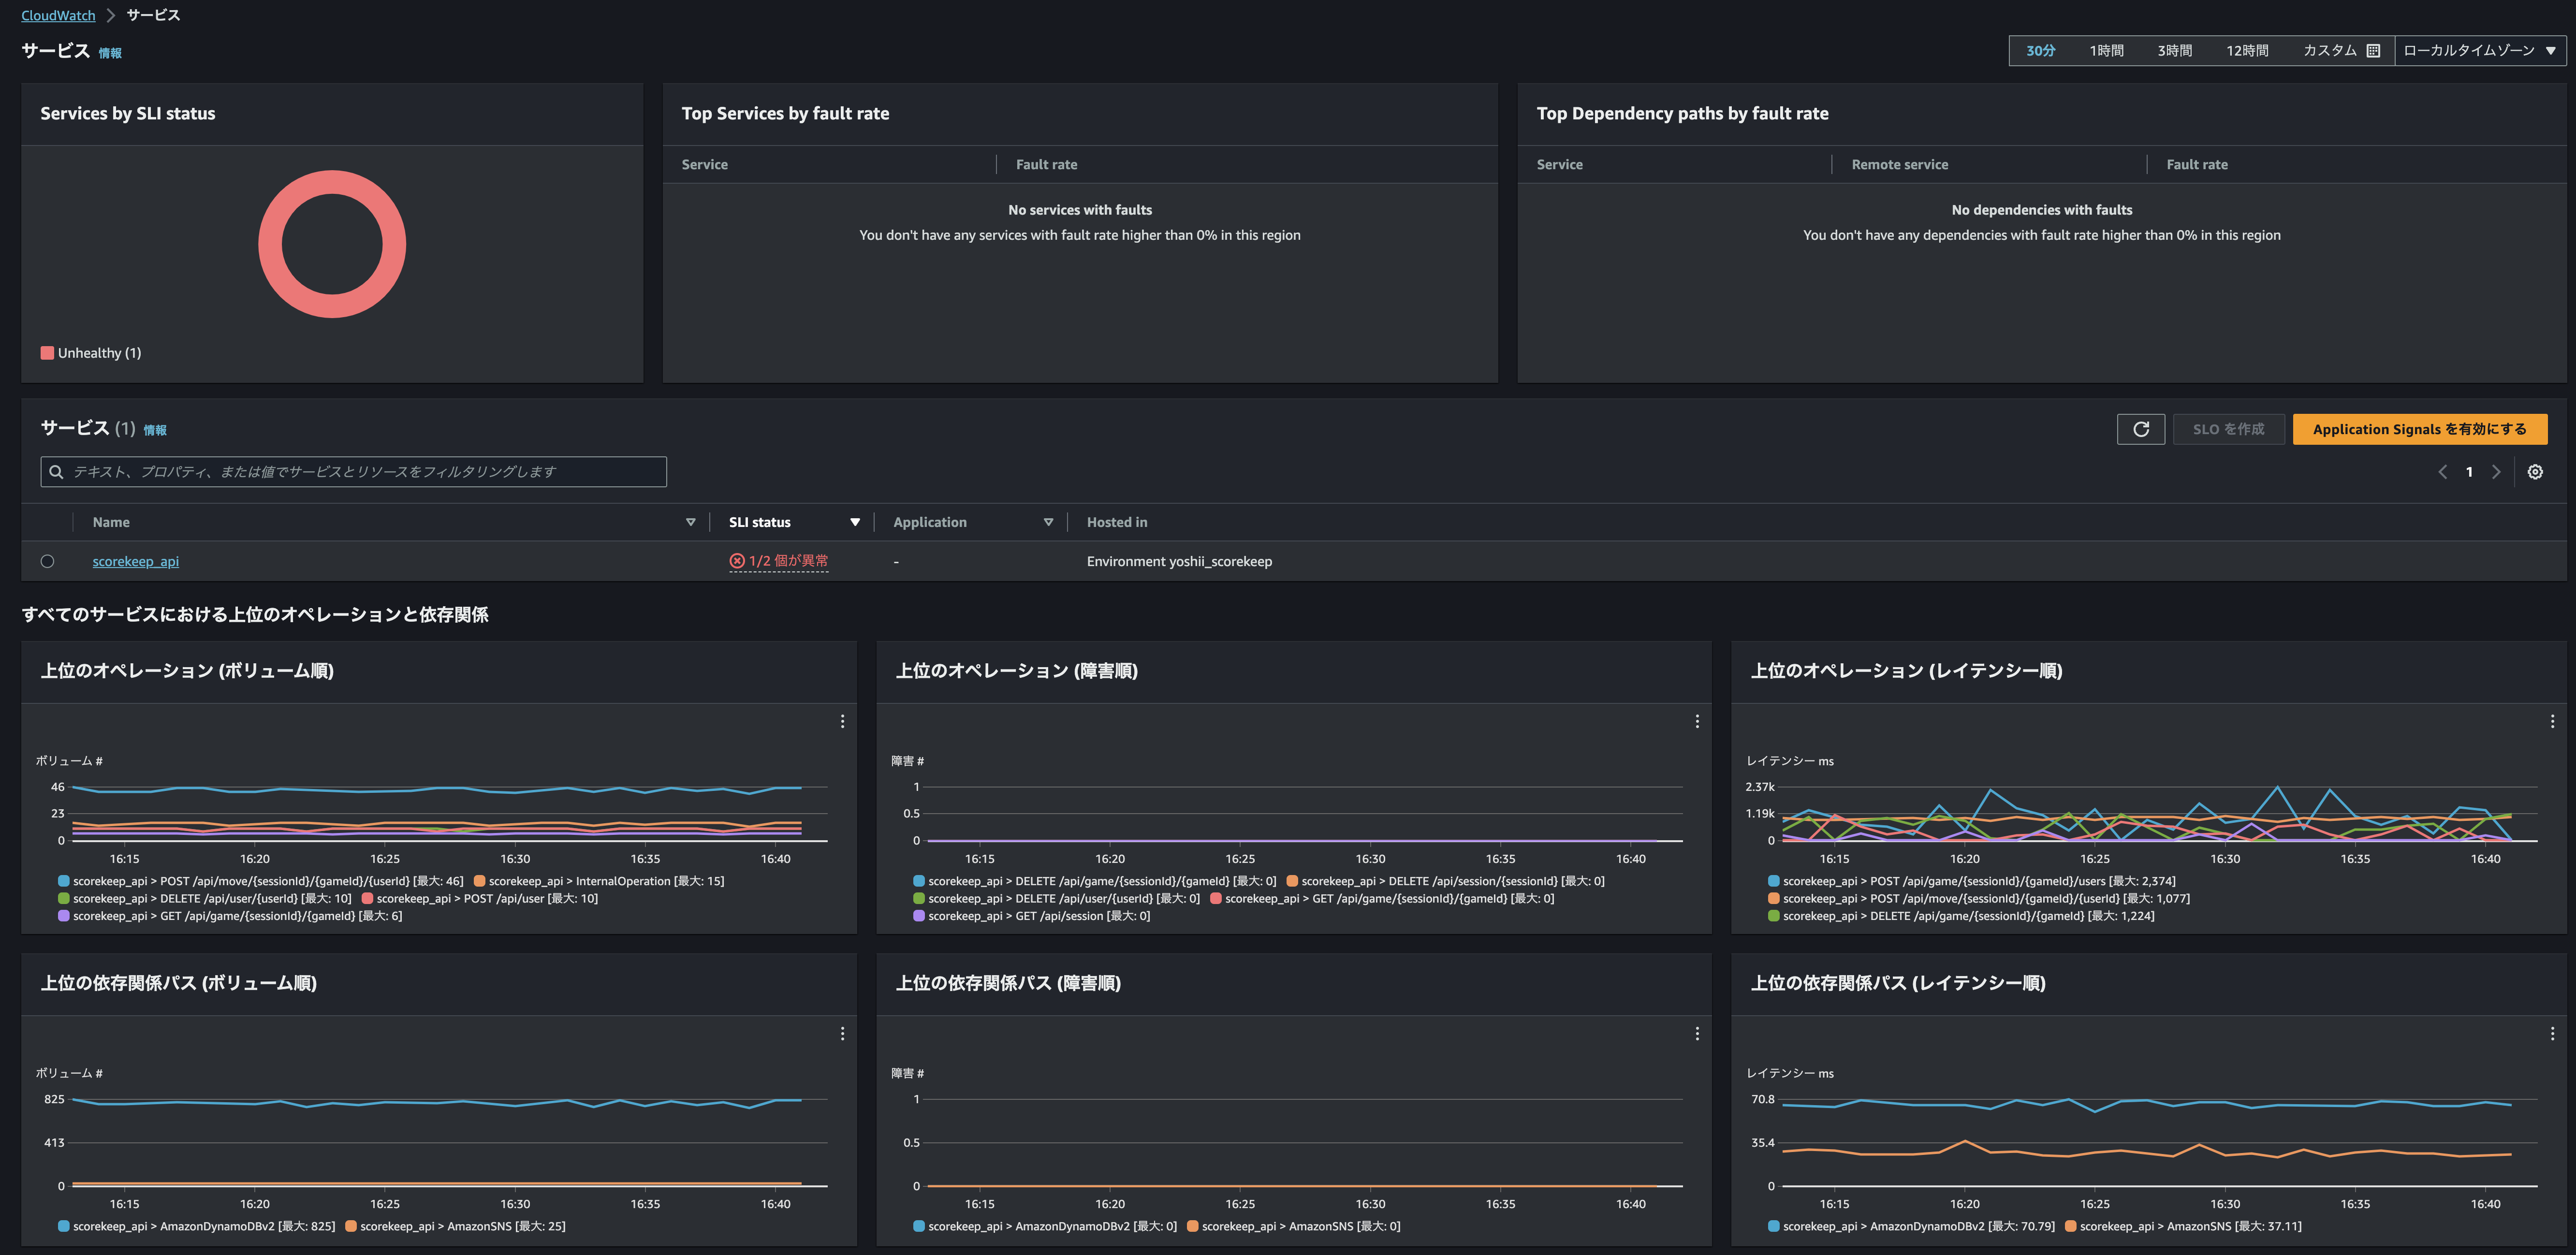 CloudWatch > サービス
サービス 情報
30分 1時間 3時間 12時間 カスタム ローカルタイムゾーン
Services by SLI status
Unhealthy (1)
Top Services by fault rate
Service Fault rate
No services with faults
You don't have any services with fault rate higher than 0% in this region
Top Dependency paths by fault rate
Service Remote service Fault rate
No dependencies with faults
You don't have any dependencies with fault rate higher than 0% in this region
サービス (1) 情報
SLO を作成 Application Signals を有効にする
テキスト、プロパティ、または値でサービスとリソースをフィルタリングします
1
Name SLI status Application Hosted in
scorekeep_api 1/2 個が異常 - Environment yoshii_scorekeep
すべてのサービスにおける上位のオペレーションと依存関係
上位のオペレーション (ボリューム順)
ボリューム #
46
23
0
16:15 16:20 16:25 16:30 16:35 16:40
scorekeep_api > POST /api/move/{sessionId}/{gameId}/{userId} [最大: 46] scorekeep_api > InternalOperation [最大: 15]
scorekeep_api > DELETE /api/user/{userId} [最大: 10] scorekeep_api > POST /api/user [最大: 10]
scorekeep_api > GET /api/game/{sessionId}/{gameId} [最大: 6]
上位のオペレーション (障害順)
障害 #
1
0.5
0
16:15 16:20 16:25 16:30 16:35 16:40
scorekeep_api > DELETE /api/game/{sessionId}/{gameId} [最大: 0] scorekeep_api > DELETE /api/session/{sessionId} [最大: 0]
scorekeep_api > DELETE /api/user/{userId} [最大: 0] scorekeep_api > GET /api/game/{sessionId}/{gameId} [最大: 0]
scorekeep_api > GET /api/session [最大: 0]
上位のオペレーション (レイテンシー順)
レイテンシー ms
2.37k
1.19k
0
16:15 16:20 16:25 16:30 16:35 16:40
scorekeep_api > POST /api/game/{sessionId}/{gameId}/users [最大: 2,374]
scorekeep_api > POST /api/move/{sessionId}/{gameId}/{userId} [最大: 1,077]
scorekeep_api > DELETE /api/game/{sessionId}/{gameId} [最大: 1,224]
上位の依存関係パス (ボリューム順)
ボリューム #
825
413
0
16:15 16:20 16:25 16:30 16:35 16:40
scorekeep_api > AmazonDynamoDBv2 [最大: 825] scorekeep_api > AmazonSNS [最大: 25]
上位の依存関係パス (障害順)
障害 #
1
0.5
0
16:15 16:20 16:25 16:30 16:35 16:40
scorekeep_api > AmazonDynamoDBv2 [最大: 0] scorekeep_api > AmazonSNS [最大: 0]
上位の依存関係パス (レイテンシー順)
レイテンシー ms
70.8
35.4
0
16:15 16:20 16:25 16:30 16:35 16:40
scorekeep_api > AmazonDynamoDBv2 [最大: 70.79] scorekeep_api > AmazonSNS [最大: 37.11]